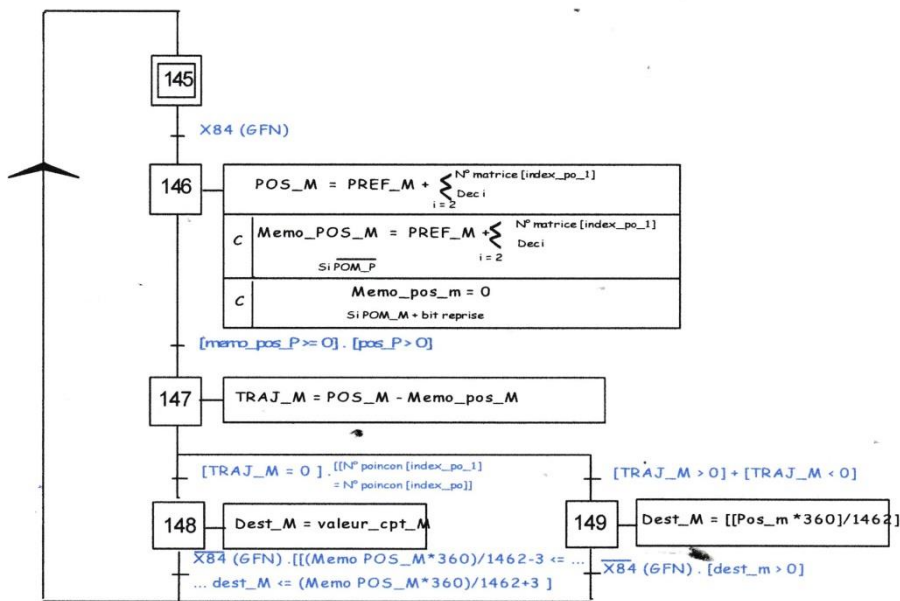 145
X84 (GFN)
146
POS_M = PREF_M + Σ N° matrice [index_po_1]
Dec i
i = 2
C
Memo_POS_M = PREF_M + Σ N° matrice [index_po_1]
Dec i
i = 2
Si POM_P
C
Memo_pos_m = 0
Si POM_M + bit reprise
[memo_pos_P>= 0] . [pos_P> 0]
147
TRAJ_M = POS_M - Memo_pos_M
[TRAJ_M = 0 ] . [[N° poincon [index_po_1]
= N° poincon [index_po]]
[TRAJ_M > 0] + [TRAJ_M < 0]
148
Dest_M = valeur_cpt_M
149
Dest_M = [[Pos_m *360]/1462]
X84 (GFN) .[[(Memo POS_M*360)/1462-3 <= ...
... dest_M <= (Memo POS_M*360)/1462+3 ]
X84 (GFN) . [dest_m > 0]